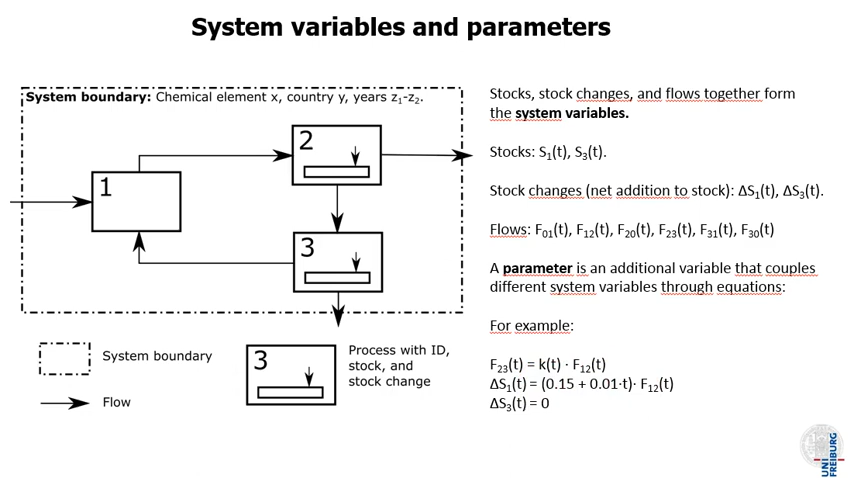 System variables and parameters
System boundary: Chemical element x, country y, years z₁-z₂.
1
2
3
System boundary
Flow
3
Process with ID,
stock, and
stock change
Stocks, stock changes, and flows together form
the system variables.
Stocks: S₁(t), S₃(t).
Stock changes (net addition to stock): ΔS₁(t), ΔS₃(t).
Flows: F₀₁(t), F₁₂(t), F₂₀(t), F₂₃(t), F₃₁(t), F₃₀(t)
A parameter is an additional variable that couples
different system variables through equations:
For example:
F₂₃(t) = k(t) · F₁₂(t)
ΔS₁(t) = (0.15 + 0.01·t)· F₁₂(t)
ΔS₃(t) = 0
UNI
FREIBURG